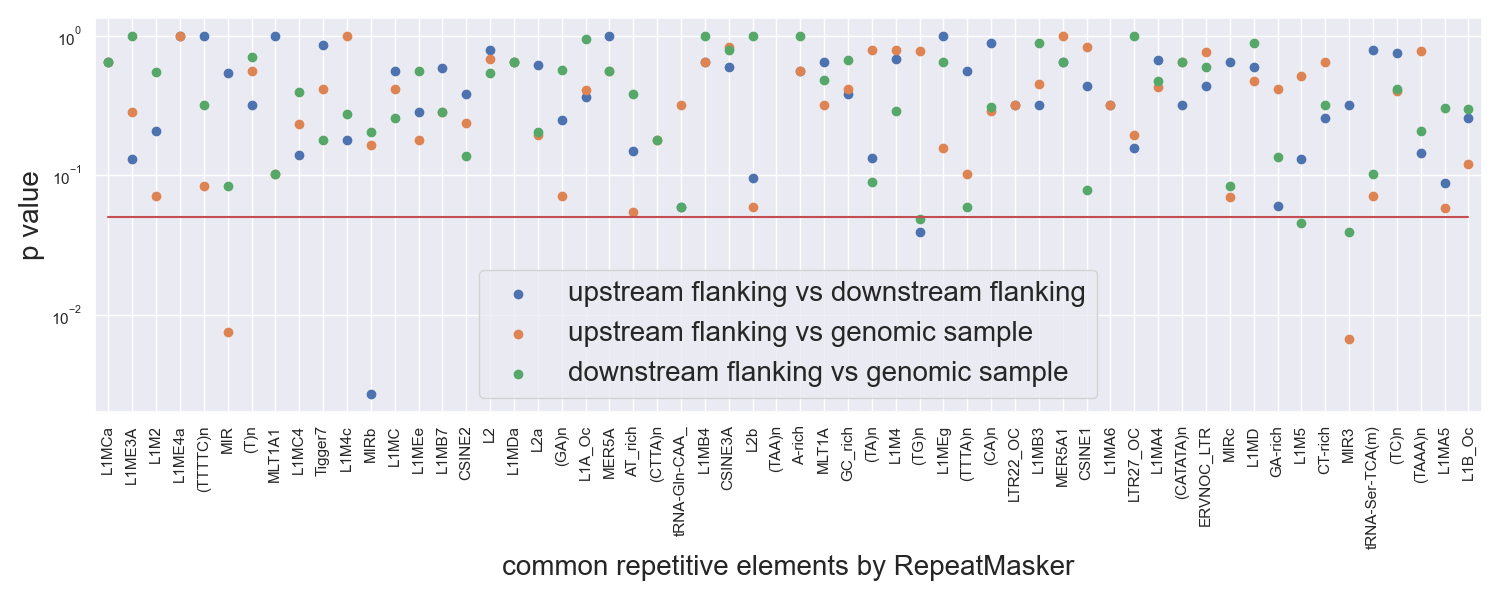 10^0
10^-1
10^-2
p value
upstream flanking vs downstream flanking
upstream flanking vs genomic sample
downstream flanking vs genomic sample
L1MCa
L1ME3A
L1M2
L1ME4a
(TTTTC)n
MIR
(T)n
MLT1A1
L1MC4
Tigger7
L1M4c
MIRb
L1MC
L1MEe
L1MB7
CSINE2
L2
L1MDa
L2a
(GA)n
L1A_Oc
MER5A
AT_rich
(CTTA)n
tRNA-Gln-CAA_
L1MB4
CSINE3A
L2b
(TAA)n
A-rich
MLT1A
GC_rich
(TA)n
L1M4
(TG)n
L1MEg
(TTTA)n
(CA)n
LTR22_OC
L1MB3
MER5A1
CSINE1
L1MA6
LTR27_OC
L1MA4
(CATATA)n
ERVNOC_LTR
MIRc
L1MD
GA-rich
L1M5
CT-rich
MIR3
tRNA-Ser-TCA(m)
(TC)n
(TAAA)n
L1MA5
L1B_Oc
common repetitive elements by RepeatMasker